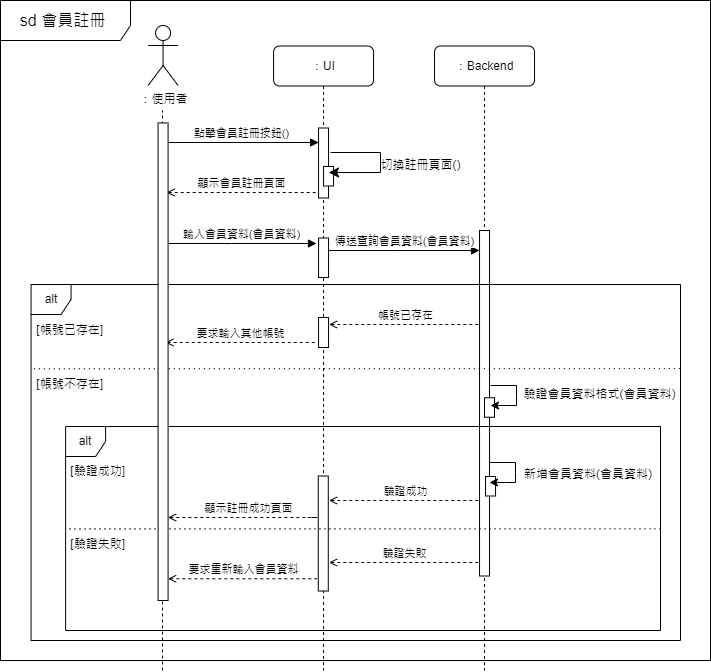 sd 會員註冊
：使用者
：UI
：Backend
點擊會員註冊按鈕()
切換註冊頁面()
顯示會員註冊頁面
輸入會員資料(會員資料)
傳送查詢會員資料(會員資料)
alt
[帳號已存在]
帳號已存在
要求輸入其他帳號
[帳號不存在]
驗證會員資料格式(會員資料)
alt
[驗證成功]
新增會員資料(會員資料)
驗證成功
顯示註冊成功頁面
[驗證失敗]
驗證失敗
要求重新輸入會員資料